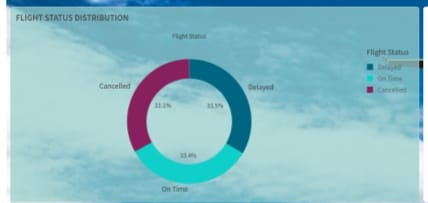 FLIGHT STATUS DISTRIBUTION
Flight Status
Flight Status
Delayed
On Time
Cancelled
Cancelled
Delayed
33.1%
33.5%
33.4%
On Time